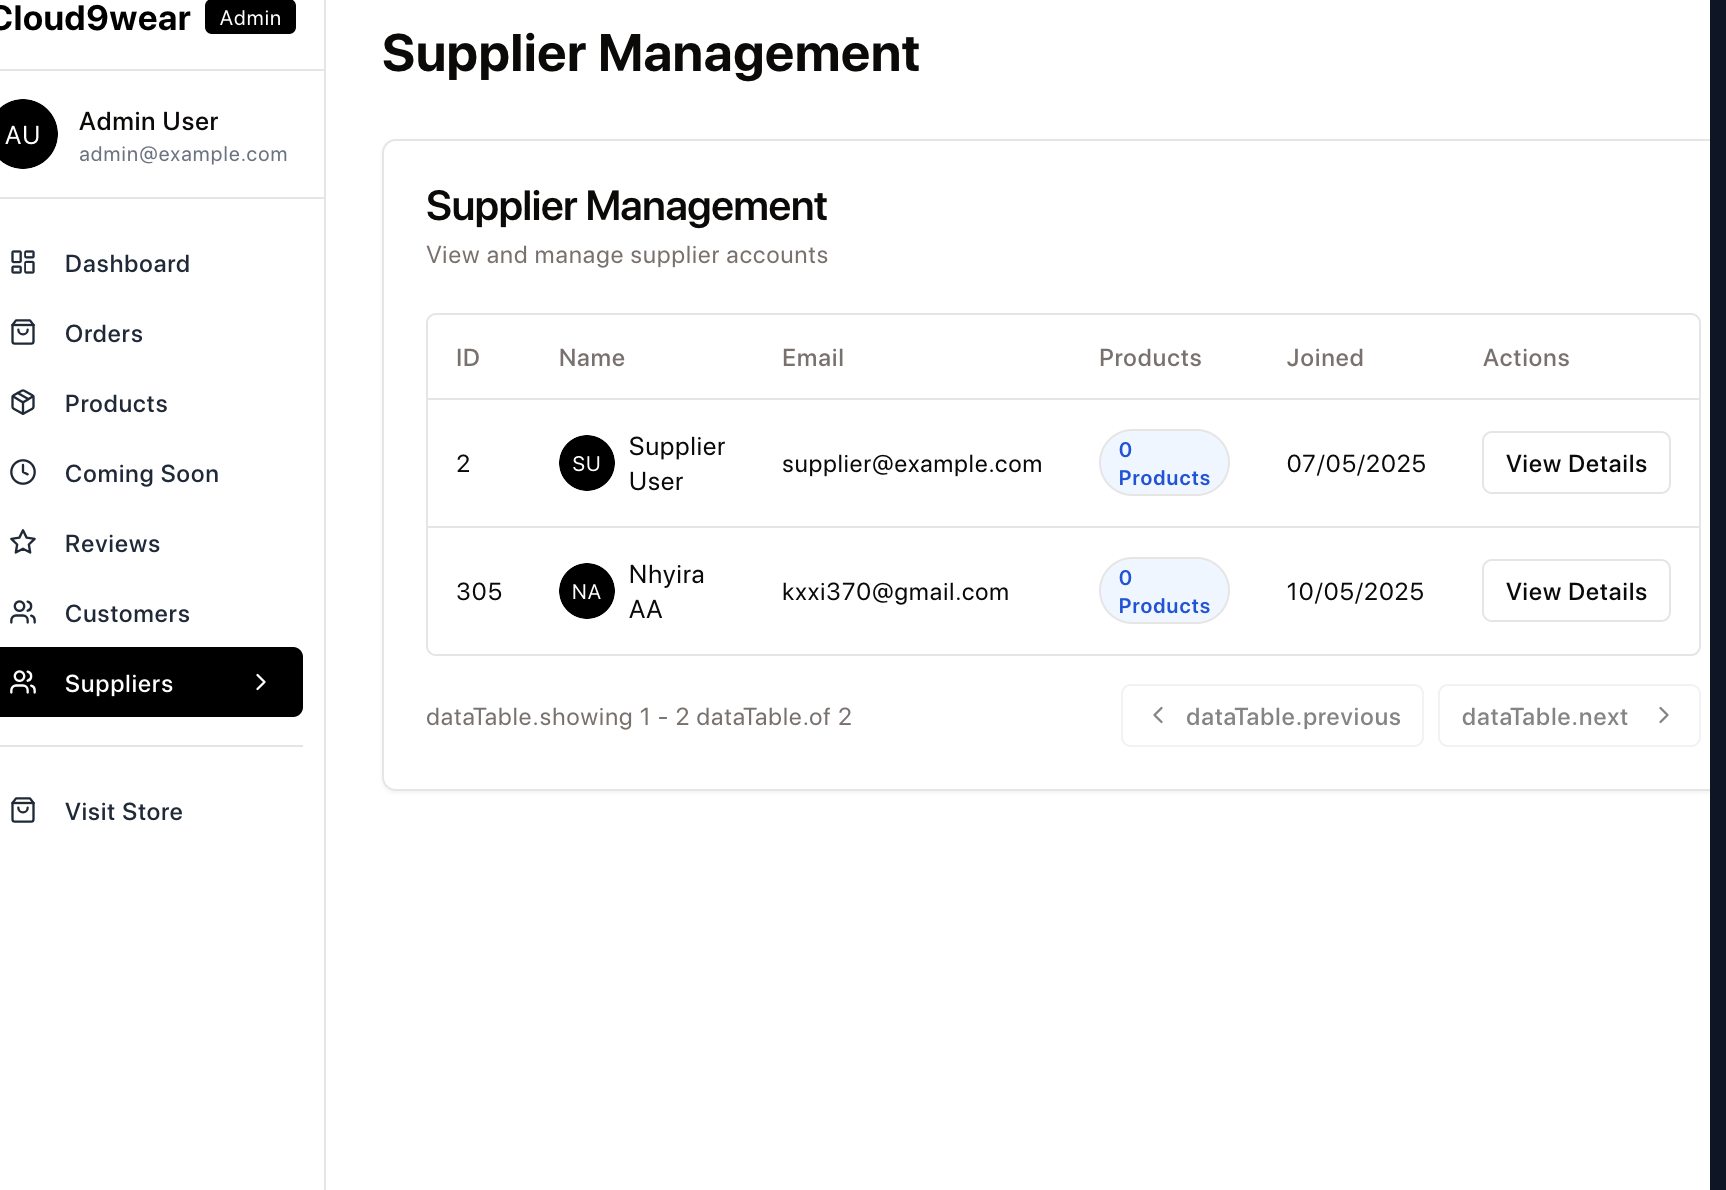 Cloud9wear Admin
AU
Admin User
admin@example.com
Dashboard
Orders
Products
Coming Soon
Reviews
Customers
Suppliers
Visit Store
Supplier Management
Supplier Management
View and manage supplier accounts
ID Name Email Products Joined Actions
2 SU Supplier User supplier@example.com 0 Products 07/05/2025 View Details
305 NA Nhyira AA kxxi370@gmail.com 0 Products 10/05/2025 View Details
dataTable.showing 1 - 2 dataTable.of 2 dataTable.previous dataTable.next